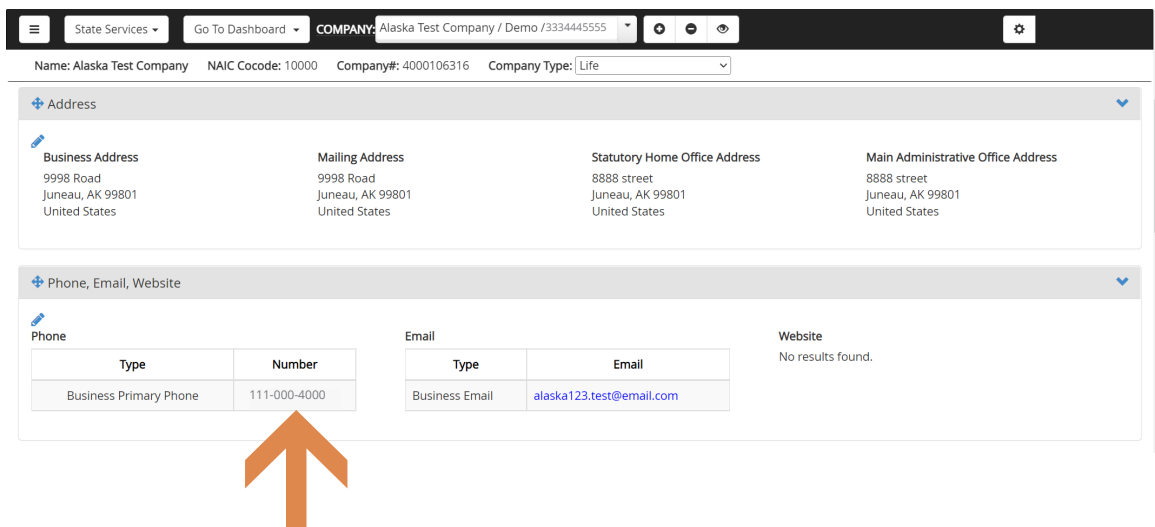 State Services Go To Dashboard COMPANY: Alaska Test Company / Demo /3334445555
Name: Alaska Test Company NAIC Cocode: 10000 Company#: 4000106316 Company Type: Life
Address
Business Address Mailing Address Statutory Home Office Address Main Administrative Office Address
9998 Road 9998 Road 8888 street 8888 street
Juneau, AK 99801 Juneau, AK 99801 Juneau, AK 99801 Juneau, AK 99801
United States United States United States United States
Phone, Email, Website
Phone Email Website
Type Number Type Email No results found.
Business Primary Phone 111-000-4000 Business Email alaska123.test@email.com